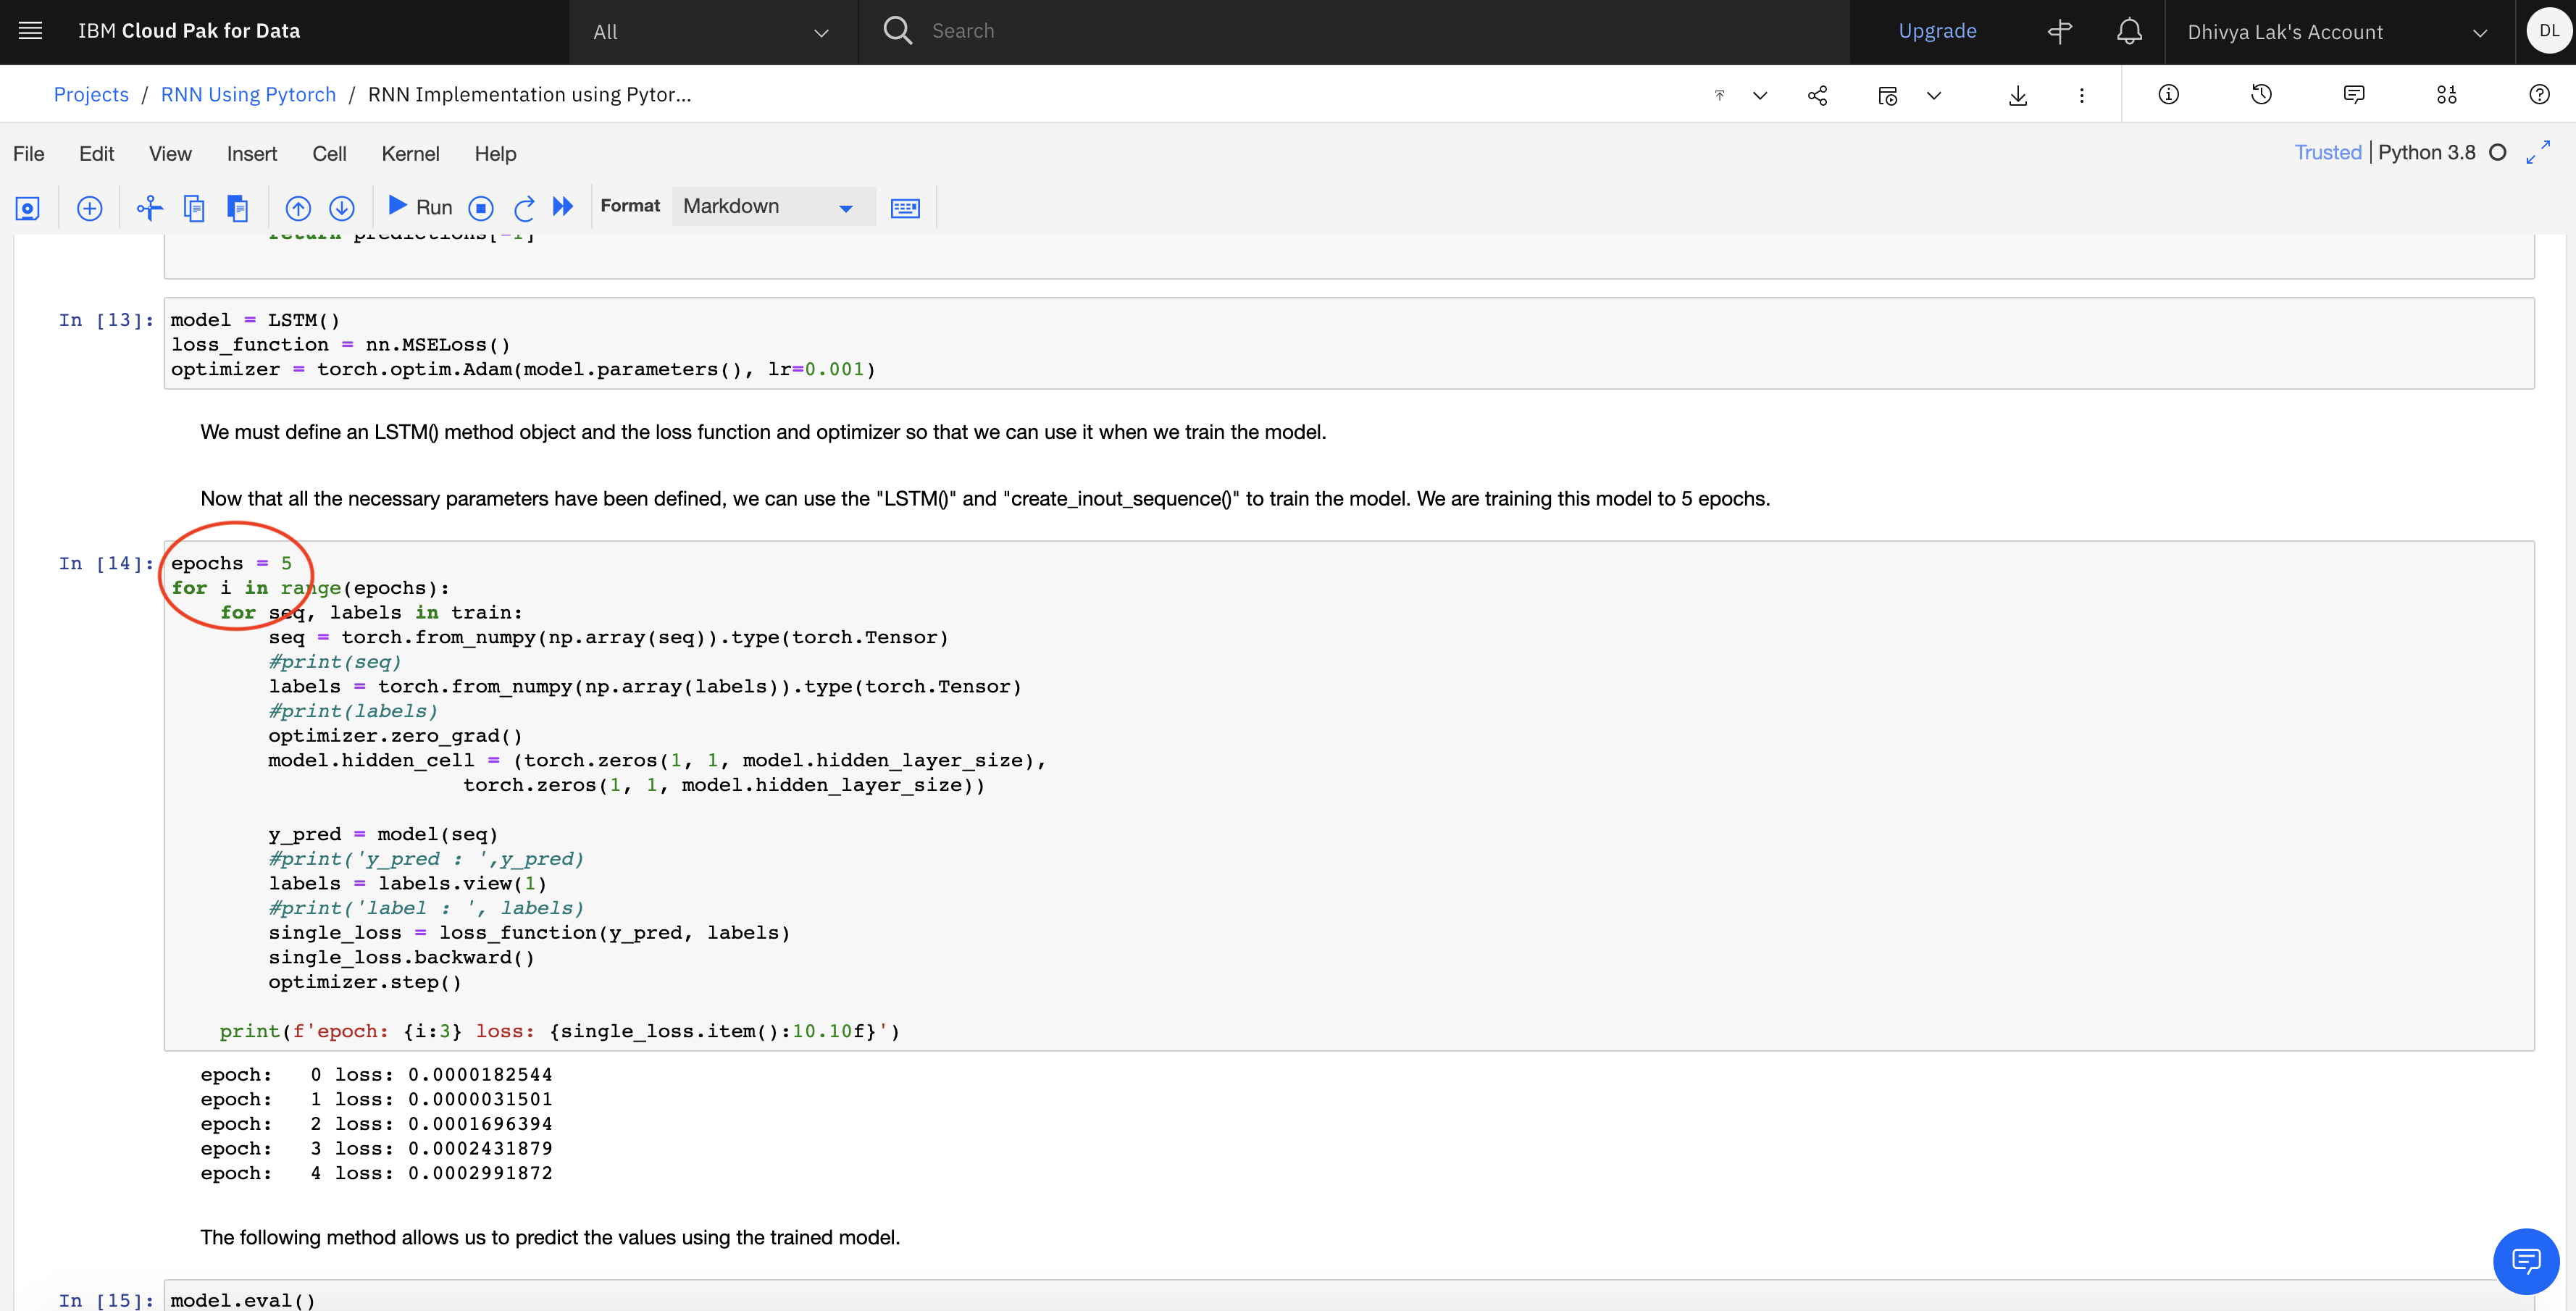 IBM Cloud Pak for Data
All
Search
Upgrade
Dhivya Lak's Account
DL
Projects / RNN Using Pytorch / RNN Implementation using Pytor...
File Edit View Insert Cell Kernel Help
Trusted | Python 3.8
Run
Format
Markdown
return predictions[-1]
In [13]:
model = LSTM()
loss_function = nn.MSELoss()
optimizer = torch.optim.Adam(model.parameters(), lr=0.001)
We must define an LSTM() method object and the loss function and optimizer so that we can use it when we train the model.
Now that all the necessary parameters have been defined, we can use the "LSTM()" and "create_inout_sequence()" to train the model. We are training this model to 5 epochs.
In [14]:
epochs = 5
for i in range(epochs):
    for seq, labels in train:
        seq = torch.from_numpy(np.array(seq)).type(torch.Tensor)
        #print(seq)
        labels = torch.from_numpy(np.array(labels)).type(torch.Tensor)
        #print(labels)
        optimizer.zero_grad()
        model.hidden_cell = (torch.zeros(1, 1, model.hidden_layer_size),
                        torch.zeros(1, 1, model.hidden_layer_size))
        y_pred = model(seq)
        #print('y_pred : ',y_pred)
        labels = labels.view(1)
        #print('label : ', labels)
        single_loss = loss_function(y_pred, labels)
        single_loss.backward()
        optimizer.step()
    print(f'epoch: {i:3} loss: {single_loss.item():10.10f}')
epoch:   0 loss: 0.0000182544
epoch:   1 loss: 0.0000031501
epoch:   2 loss: 0.0001696394
epoch:   3 loss: 0.0002431879
epoch:   4 loss: 0.0002991872
The following method allows us to predict the values using the trained model.
In [15]:
model.eval()